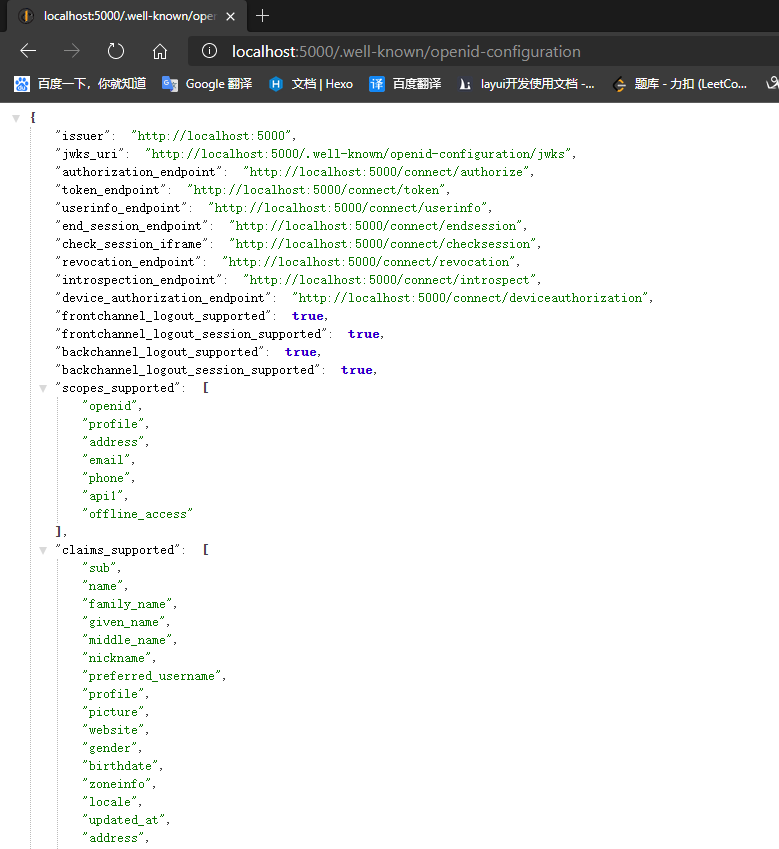 localhost:5000/.well-known/oper
localhost:5000/.well-known/openid-configuration
百度一下，你就知道 Google 翻译 文档 | Hexo 译 百度翻译 layui开发使用文档 -... 题库 - 力扣 (LeetCo...
{
"issuer": "http://localhost:5000",
"jwks_uri": "http://localhost:5000/.well-known/openid-configuration/jwks",
"authorization_endpoint": "http://localhost:5000/connect/authorize",
"token_endpoint": "http://localhost:5000/connect/token",
"userinfo_endpoint": "http://localhost:5000/connect/userinfo",
"end_session_endpoint": "http://localhost:5000/connect/endsession",
"check_session_iframe": "http://localhost:5000/connect/checksession",
"revocation_endpoint": "http://localhost:5000/connect/revocation",
"introspection_endpoint": "http://localhost:5000/connect/introspect",
"device_authorization_endpoint": "http://localhost:5000/connect/deviceauthorization",
"frontchannel_logout_supported": true,
"frontchannel_logout_session_supported": true,
"backchannel_logout_supported": true,
"backchannel_logout_session_supported": true,
"scopes_supported": [
"openid",
"profile",
"address",
"email",
"phone",
"api1",
"offline_access"
],
"claims_supported": [
"sub",
"name",
"family_name",
"given_name",
"middle_name",
"nickname",
"preferred_username",
"profile",
"picture",
"website",
"gender",
"birthdate",
"zoneinfo",
"locale",
"updated_at",
"address",